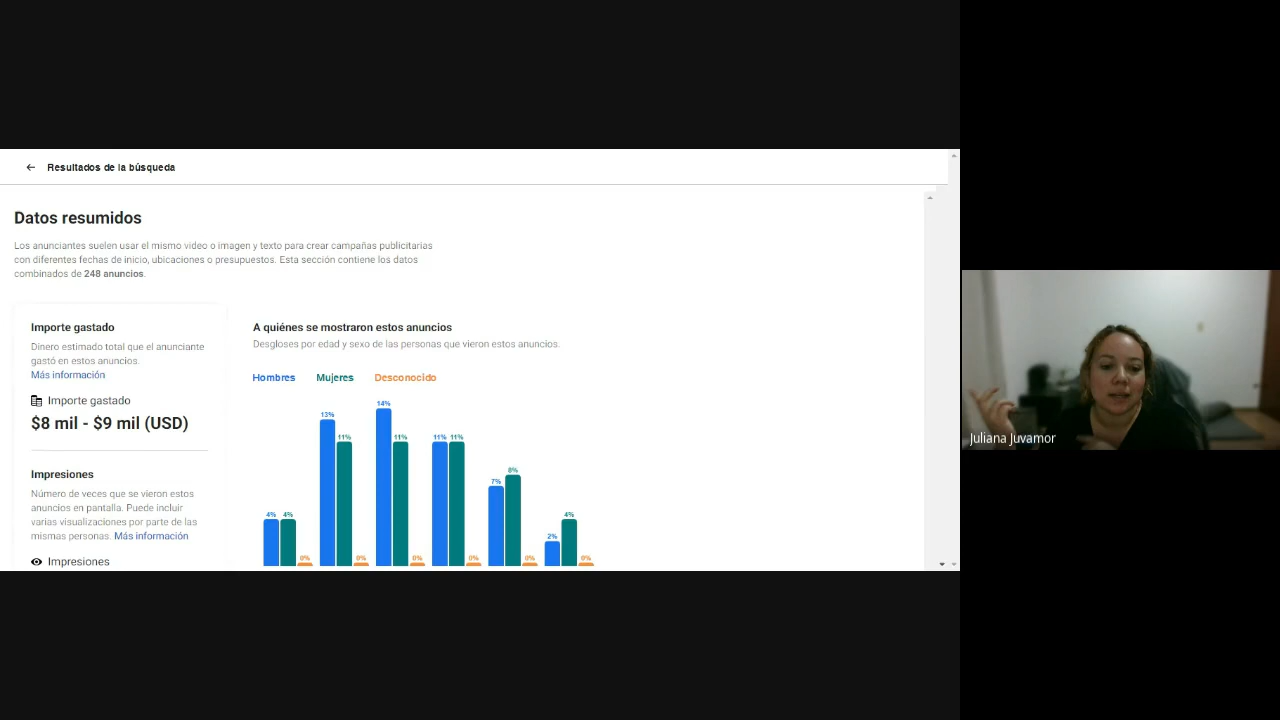 Resultados de la búsqueda
Datos resumidos
Los anunciantes suelen usar el mismo video o imagen y texto para crear campañas publicitarias
con diferentes fechas de inicio, ubicaciones o presupuestos. Esta sección contiene los datos
combinados de 248 anuncios.
Importe gastado
Dinero estimado total que el anunciante
gastó en estos anuncios.
Más información
Importe gastado
$8 mil - $9 mil (USD)
Impresiones
Número de veces que se vieron estos
anuncios en pantalla. Puede incluir
varias visualizaciones por parte de las
mismas personas. Más información
Impresiones
A quiénes se mostraron estos anuncios
Desgloses por edad y sexo de las personas que vieron estos anuncios.
Hombres Mujeres Desconocido
4% 4% 0%
13% 11% 0%
14% 11% 0%
11% 11% 0%
7% 8% 0%
2% 4% 0%
Juliana Juvamor